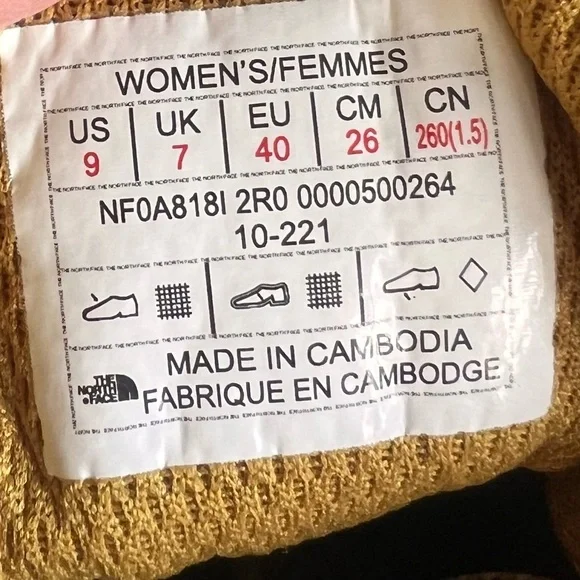 WOMEN'S/FEMMES
US UK EU CM CN
9 7 40 26 260(1.5)
NF0A818I 2R0 0000500264
10-221
MADE IN CAMBODIA
FABRIQUE EN CAMBODGE
THE
NORTH
FACE